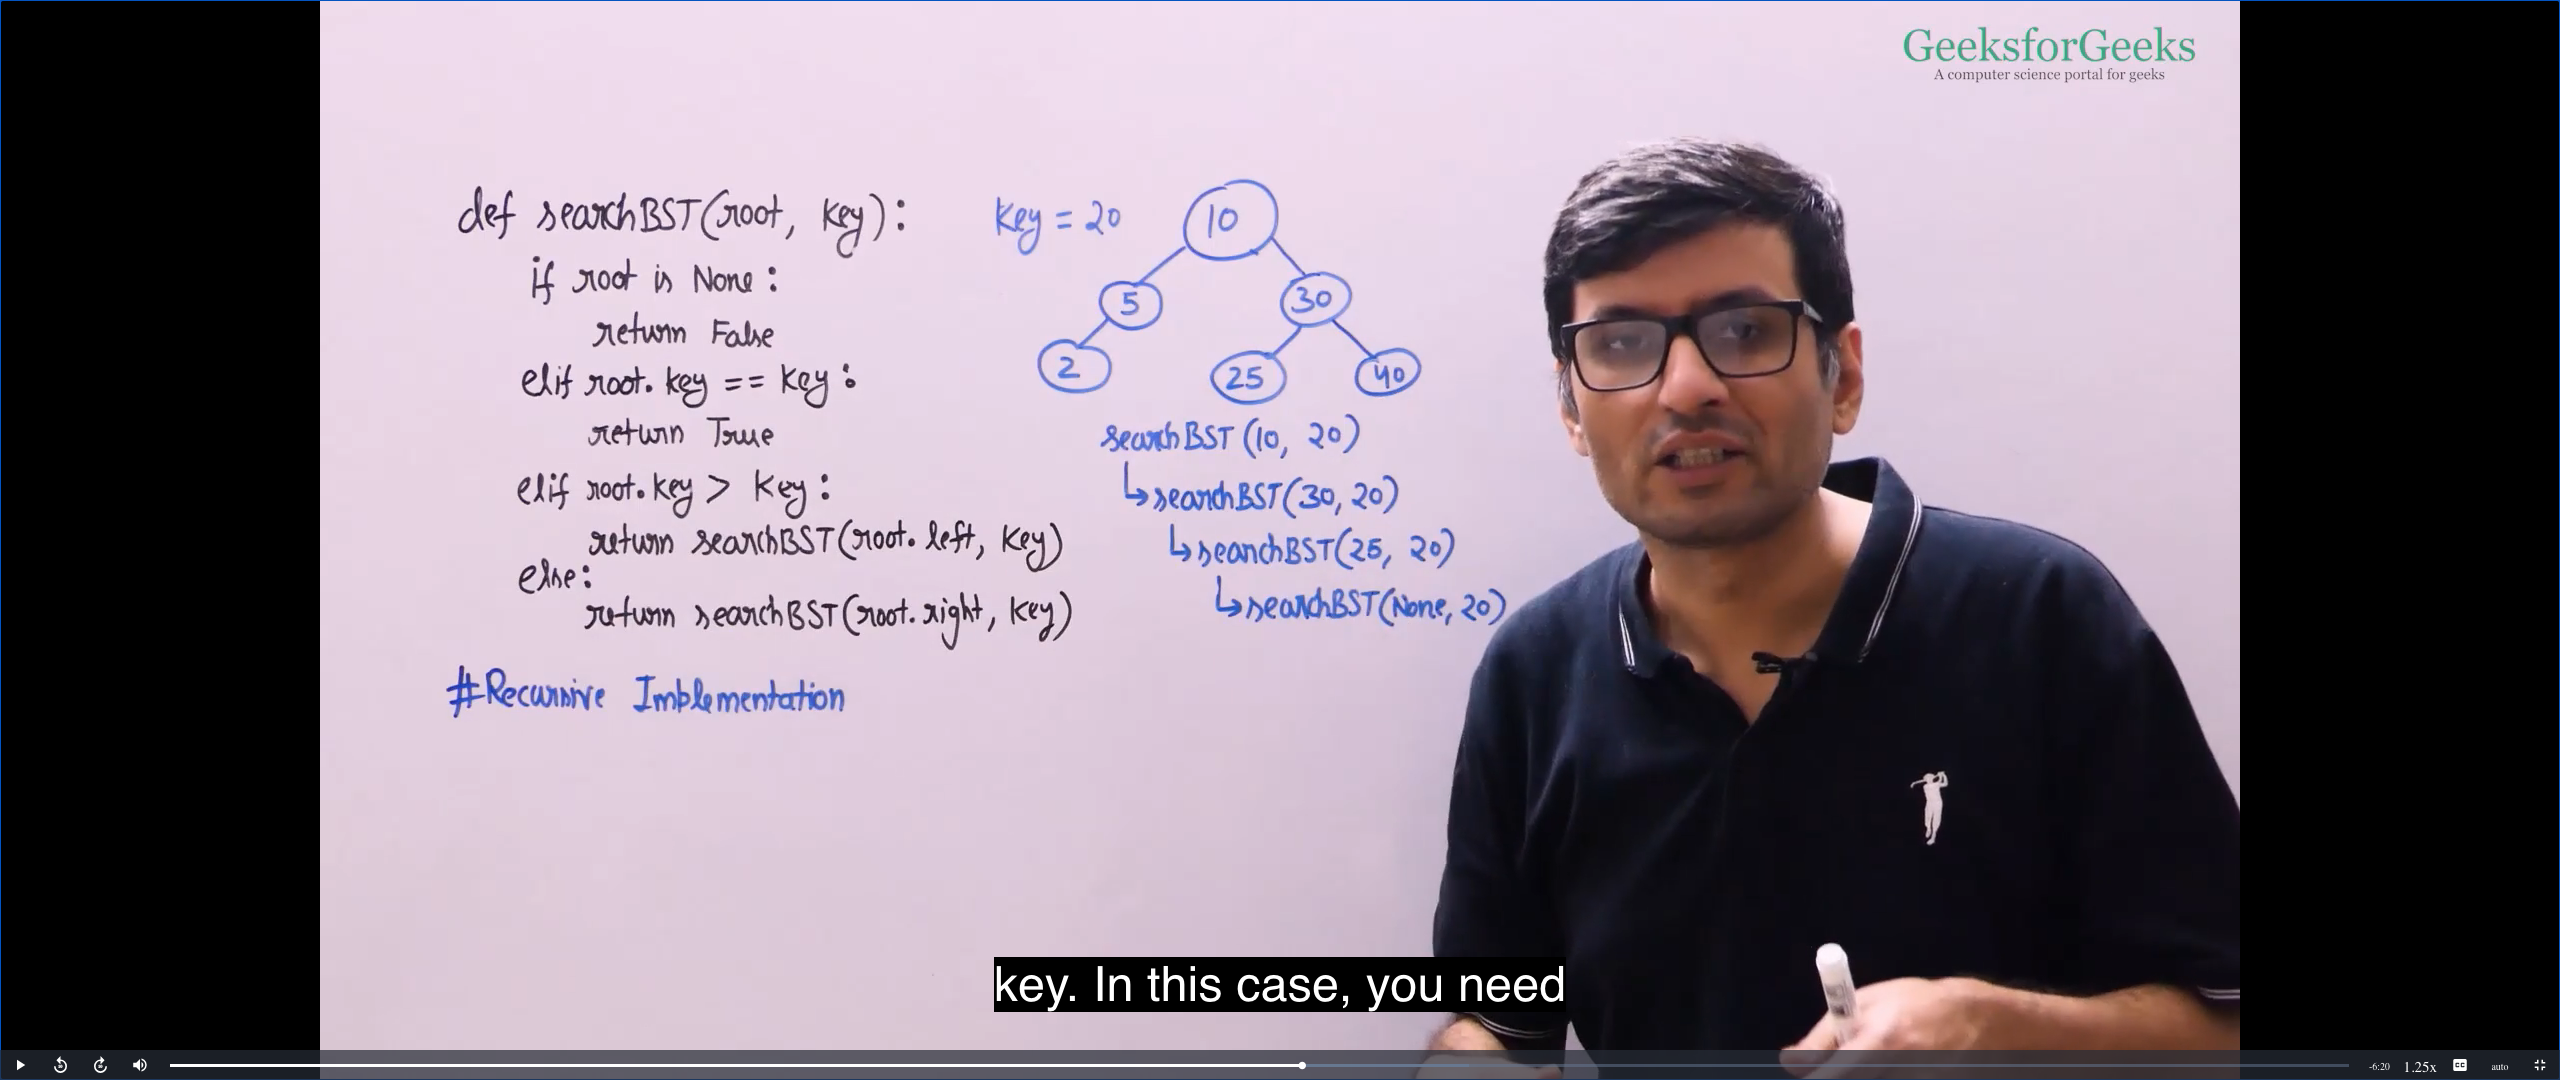 GeeksforGeeks
A computer science portal for geeks
def searchBST(root, key):
if root is None:
return False
elif root.key == key:
return True
elif root.key > key:
return searchBST(root.left, key)
else:
return searchBST(root.right, key)
#Recursive Implementation
key = 20
10
5
30
2
25
40
searchBST(10, 20)
↳searchBST(30, 20)
↳searchBST(25, 20)
↳searchBST(None, 20)
key. In this case, you need
-6:20
1.25x
CC
auto